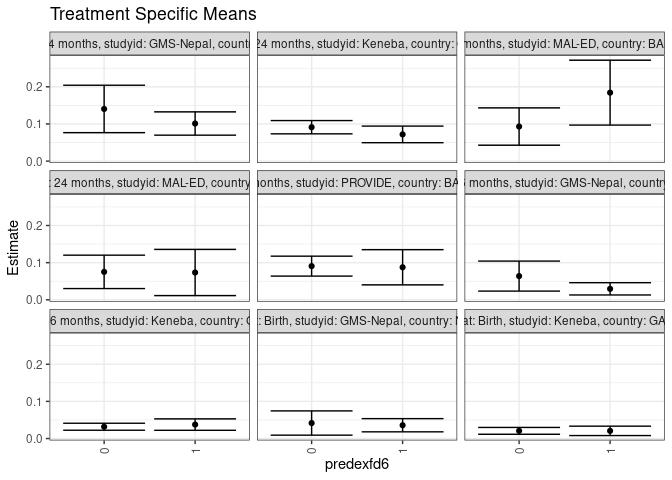 Treatment Specific Means
4 months, studyid: GMS-Nepal, count
24 months, studyid: Keneba, country:
months, studyid: MAL-ED, country: BA
0.2
0.1
0.0
: 24 months, studyid: MAL-ED, country
months, studyid: PROVIDE, country: BA
months, studyid: GMS-Nepal, country
0.2
0.1
0.0
6 months, studyid: Keneba, country:
t: Birth, studyid: GMS-Nepal, country:
at: Birth, studyid: Keneba, country: GA
0.2
0.1
0.0
0 1 0 1 0 1
Estimate
predexfd6